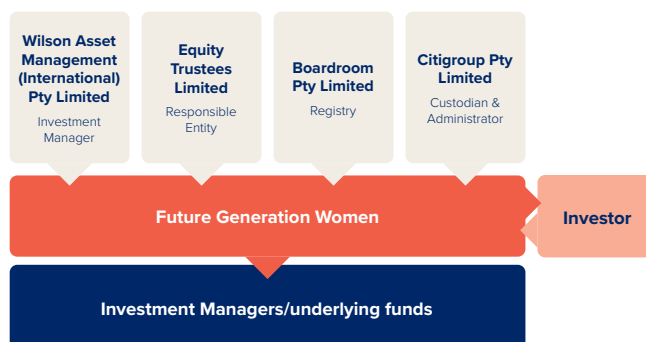 Wilson Asset
Management
(International)
Pty Limited
Investment
Manager
Equity
Trustees
Limited
Responsible
Entity
Boardroom
Pty Limited
Registry
Citigroup Pty
Limited
Custodian &
Administrator
Future Generation Women
Investor
Investment Managers/underlying funds